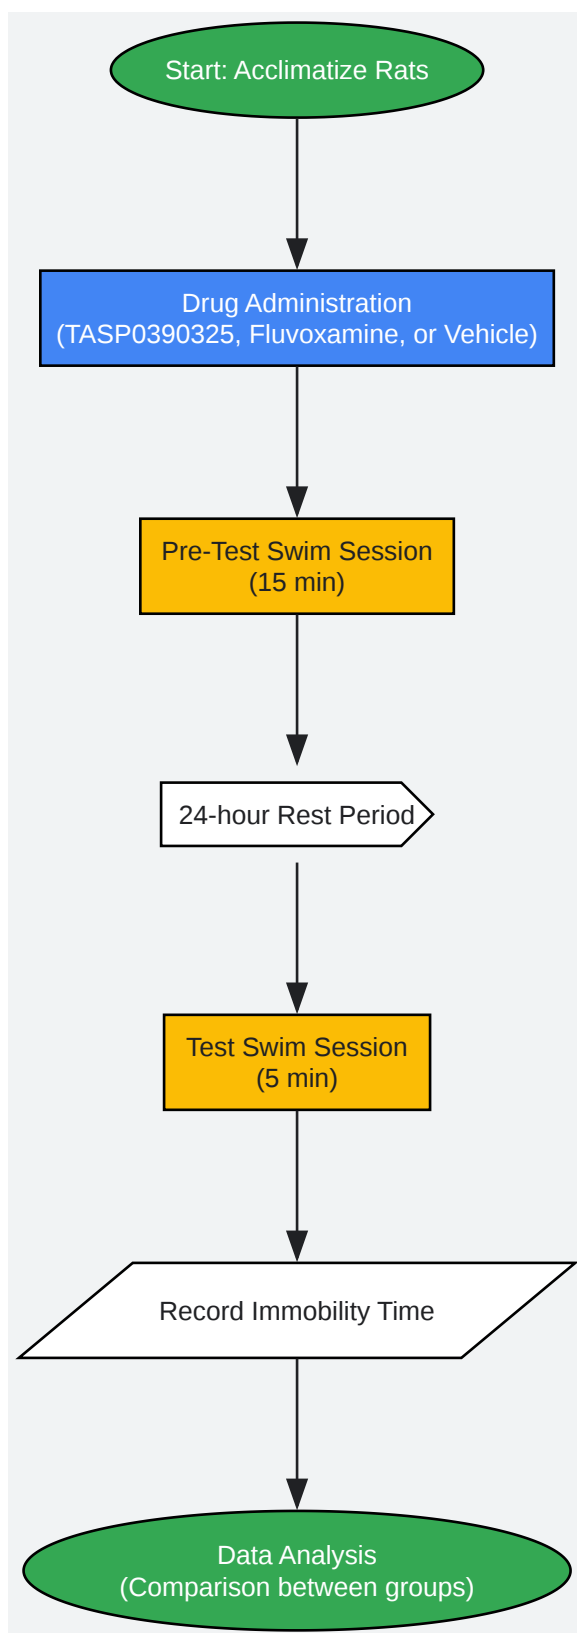 Start: Acclimatize Rats
Drug Administration
(TASP0390325, Fluvoxamine, or Vehicle)
Pre-Test Swim Session
(15 min)
24-hour Rest Period
Test Swim Session
(5 min)
Record Immobility Time
Data Analysis
(Comparison between groups)